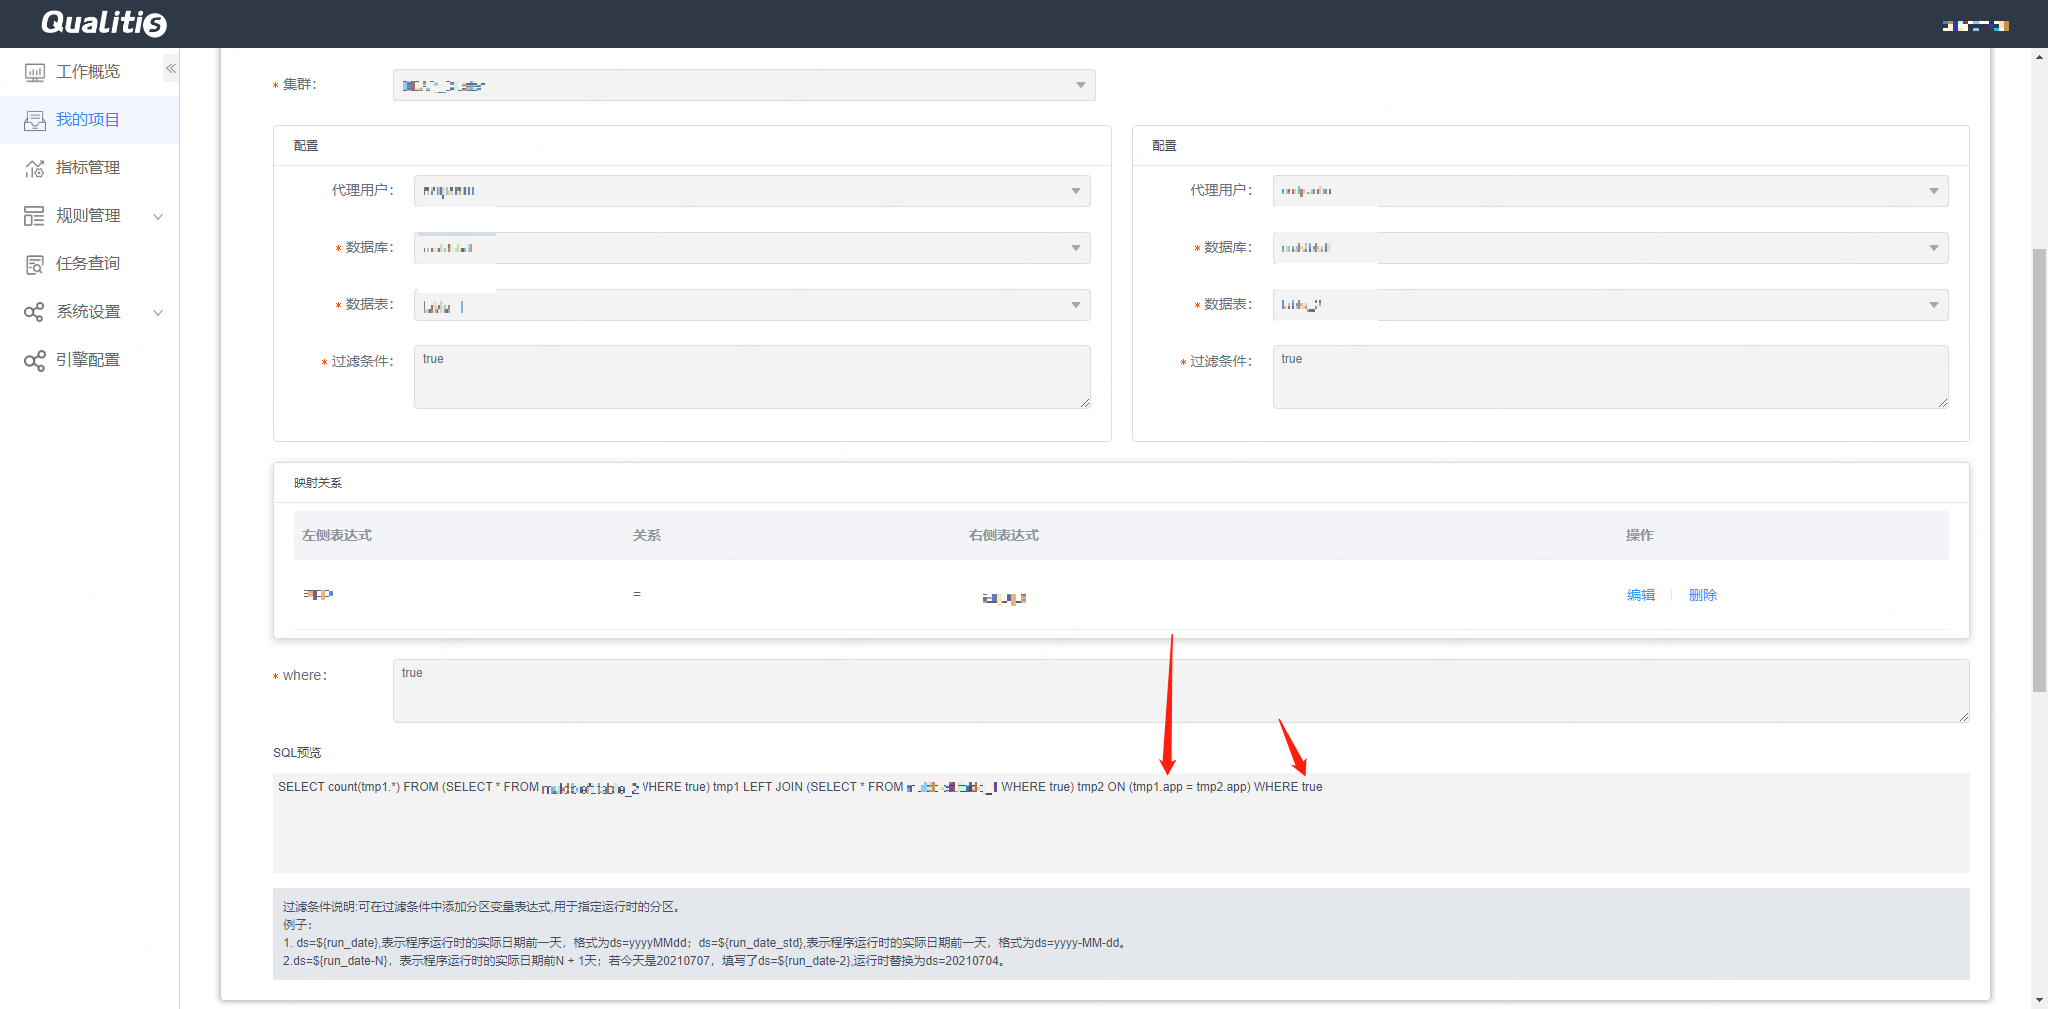 Qualitis
工作概览
我的项目
指标管理
规则管理
任务查询
系统设置
引擎配置
* 集群：
配置
代理用户：
* 数据库：
* 数据表：
* 过滤条件：
true
配置
代理用户：
* 数据库：
* 数据表：
* 过滤条件：
true
映射关系
左侧表达式 关系 右侧表达式 操作
= 编辑 删除
* where：
true
SQL预览
SELECT count(tmp1.*) FROM (SELECT * FROM WHERE true) tmp1 LEFT JOIN (SELECT * FROM WHERE true) tmp2 ON (tmp1.app = tmp2.app) WHERE true
过滤条件说明:可在过滤条件中添加分区变量表达式,用于指定运行时的分区。
例子：
1. ds=${run_date},表示程序运行时的实际日期前一天，格式为ds=yyyyMMdd；ds=${run_date_std},表示程序运行时的实际日期前一天，格式为ds=yyyy-MM-dd。
2.ds=${run_date-N}，表示程序运行时的实际日期前N + 1天；若今天是20210707，填写了ds=${run_date-2},运行时替换为ds=20210704。